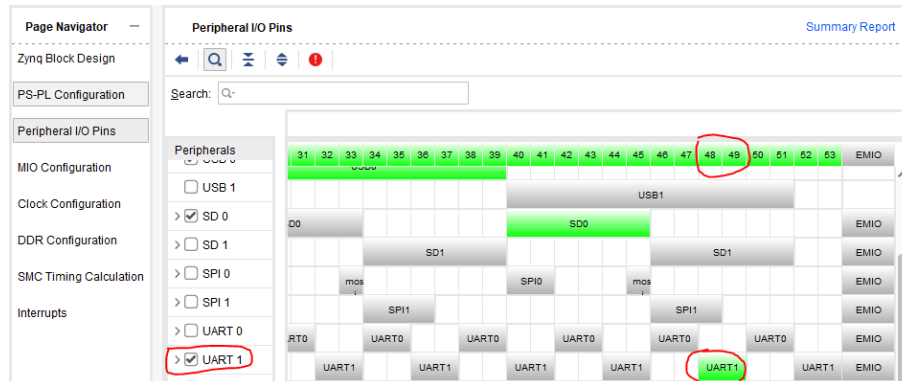 Page Navigator
Peripheral I/O Pins
Summary Report
Zynq Block Design
PS-PL Configuration
Search:
Peripheral I/O Pins
MIO Configuration
Clock Configuration
DDR Configuration
SMC Timing Calculation
Interrupts
Peripherals
31 32 33 34 35 36 37 38 39 40 41 42 43 44 45 46 47 48 49 50 51 52 53 EMIO
USB 1 USB1
SD 0 SD0 EMIO
SD 1 SD1 SD1 EMIO
SPI 0 mosi SPI0 mosi EMIO
SPI 1 SPI1 SPI1 EMIO
UART 0 UART0 UART0 UART0 UART0 UART0 EMIO
UART 1 UART1 UART1 UART1 UART1 UART1 UART1 EMIO